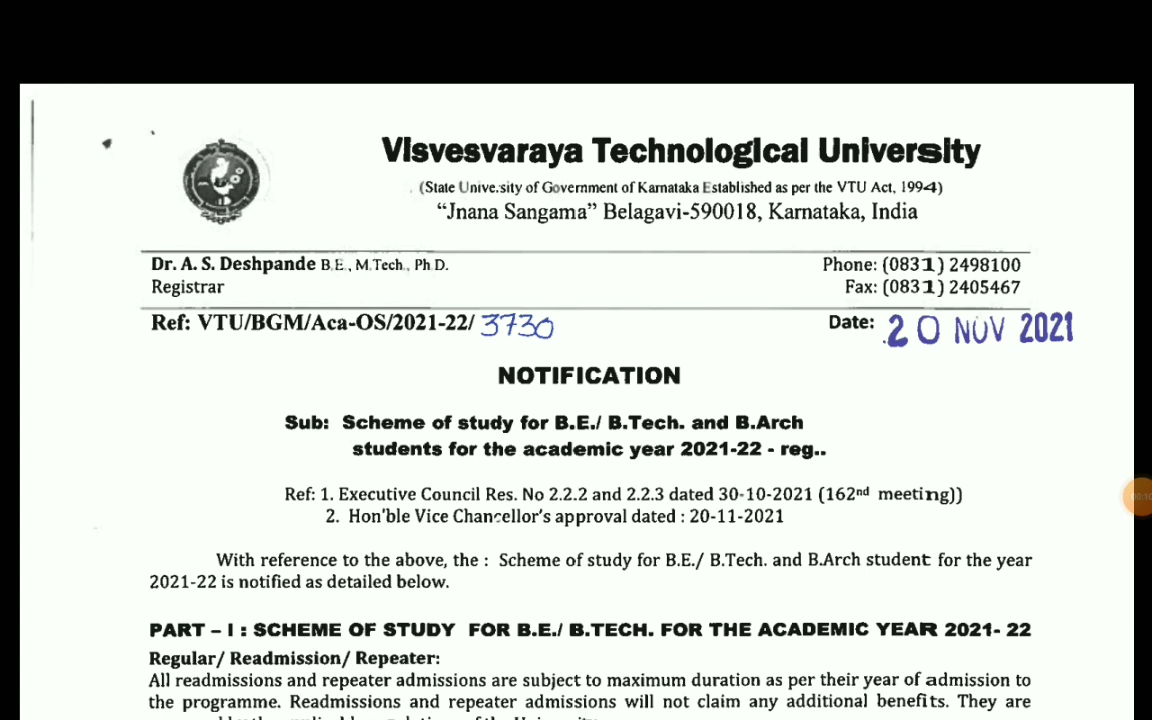 Visvesvaraya Technological University
(State University of Government of Karnataka Established as per the VTU Act, 1994)
“Jnana Sangama” Belagavi-590018, Karnataka, India
Dr. A. S. Deshpande B.E., M.Tech., Ph.D.
Registrar
Phone: (0831) 2498100
Fax: (0831) 2405467
Ref: VTU/BGM/Aca-OS/2021-22/ 3730
Date: 20 NOV 2021
NOTIFICATION
Sub: Scheme of study for B.E./ B.Tech. and B.Arch
students for the academic year 2021-22 - reg..
Ref: 1. Executive Council Res. No 2.2.2 and 2.2.3 dated 30-10-2021 (162nd meeting))
2. Hon'ble Vice Chancellor's approval dated : 20-11-2021
With reference to the above, the : Scheme of study for B.E./ B.Tech. and B.Arch student for the year
2021-22 is notified as detailed below.
PART – I : SCHEME OF STUDY FOR B.E./ B.TECH. FOR THE ACADEMIC YEAR 2021- 22
Regular/ Readmission/ Repeater:
All readmissions and repeater admissions are subject to maximum duration as per their year of admission to
the programme. Readmissions and repeater admissions will not claim any additional benefits. They are